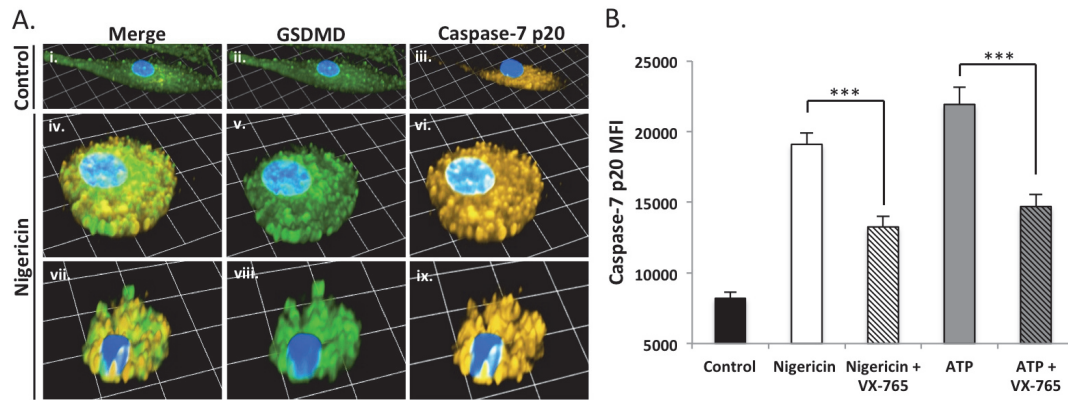 A.
Merge
GSDMD
Caspase-7 p20
Control
i.
ii.
iii.
Nigericin
iv.
v.
vi.
vii.
viii.
ix.
B.
Caspase-7 p20 MFI
25000
20000
15000
10000
5000
***
***
Control
Nigericin
Nigericin +
VX-765
ATP
ATP +
VX-765